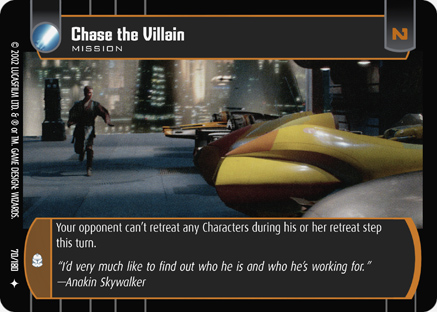 Chase the Villain
MISSION
N
© 2002 LUCASFILM LTD. & ® or TM. GAME DESIGN: WIZARDS
70/180
Your opponent can't retreat any Characters during his or her retreat step
this turn.
"I'd very much like to find out who he is and who he's working for."
—Anakin Skywalker